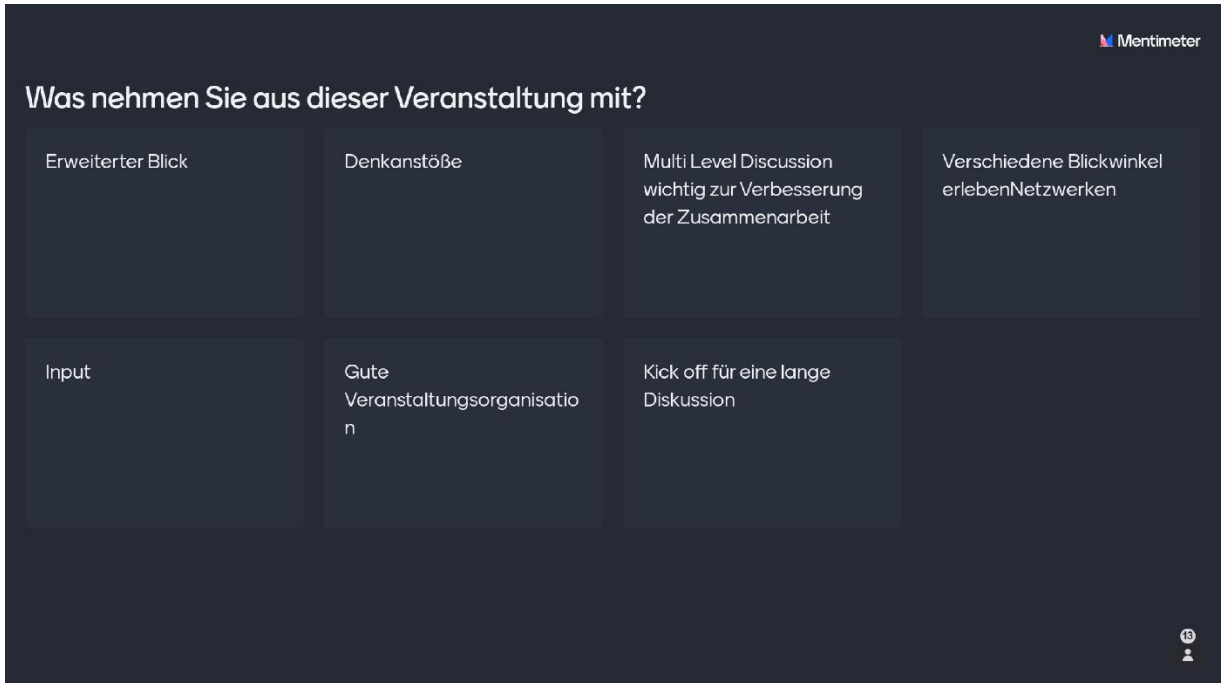 Mentimeter
Was nehmen Sie aus dieser Veranstaltung mit?
Erweiterter Blick
Denkanstöße
Multi Level Discussion
wichtig zur Verbesserung
der Zusammenarbeit
Verschiedene Blickwinkel
erlebenNetzwerken
Input
Gute
Veranstaltungsorganisatio
n
Kick off für eine lange
Diskussion
13